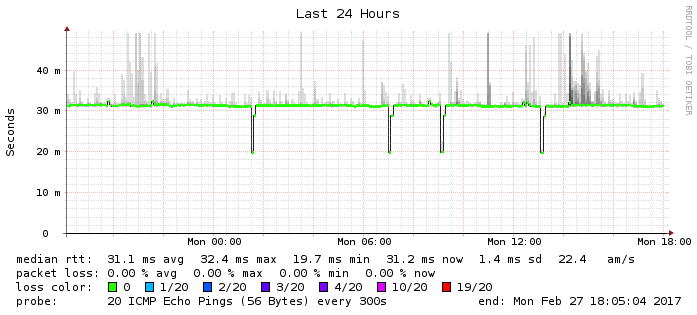 Last 24 Hours
RRDTOOL / TOBI OETIKER
Seconds
40 m
30 m
20 m
10 m
0
Mon 00:00 Mon 06:00 Mon 12:00 Mon 18:00
median rtt: 31.1 ms avg 32.4 ms max 19.7 ms min 31.2 ms now 1.4 ms sd 22.4 am/s
packet loss: 0.00 % avg 0.00 % max 0.00 % min 0.00 % now
loss color: 0 1/20 2/20 3/20 4/20 10/20 19/20
probe: 20 ICMP Echo Pings (56 Bytes) every 300s end: Mon Feb 27 18:05:04 2017